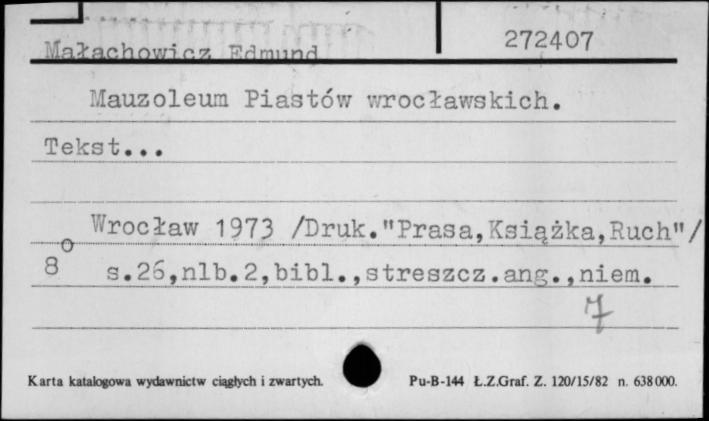 Małachowicz Edmund
272407
Mauzoleum Piastów wrocławskich.
Tekst...
Wrocław 1973 /Druk."Prasa,Książka,Ruch"/
8° s.26,nlb.2,bibl.,streszcz.ang.,niem.
7
Karta katalogowa wydawnictw ciągłych i zwartych.
Pu-B-144 Ł.Z.Graf. Z. 120/15/82 n. 638000.